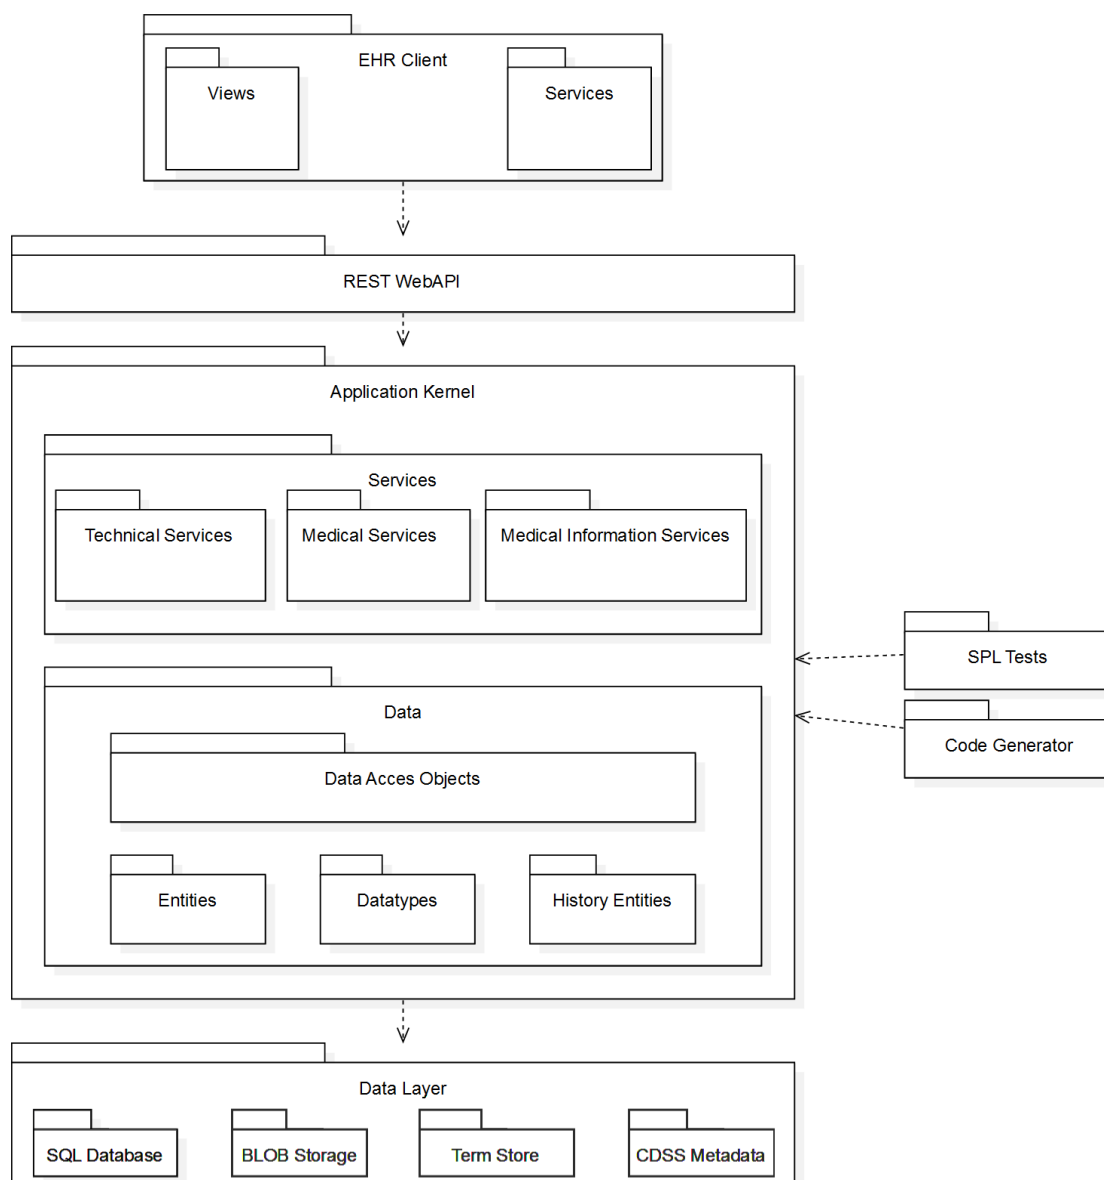 EHR Client
Views
Services
REST WebAPI
Application Kernel
Services
Technical Services
Medical Services
Medical Information Services
SPL Tests
Data
Code Generator
Data Acces Objects
Entities
Datatypes
History Entities
Data Layer
SQL Database
BLOB Storage
Term Store
CDSS Metadata